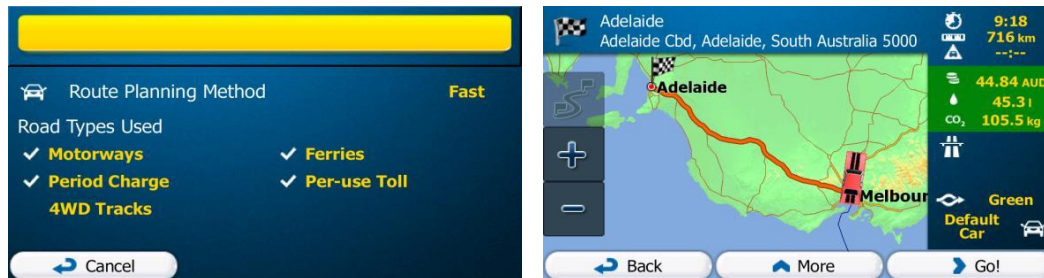 Route Planning Method Fast
Road Types Used
Motorways Ferries
Period Charge Per-use Toll
4WD Tracks
Cancel
Adelaide
Adelaide Cbd, Adelaide, South Australia 5000
9:18
716 km
--:--
Adelaide
44.84 AUD
45.3 l
CO₂ 105.5 kg
Melbour
Green
Default
Car
Back More Go!